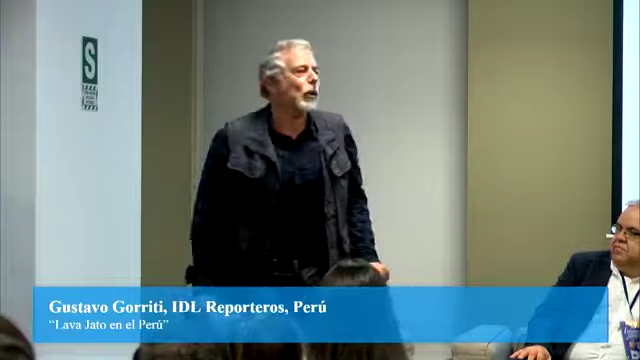 S
Gustavo Gorriti, IDL Reporteros, Perú
“Lava Jato en el Perú”